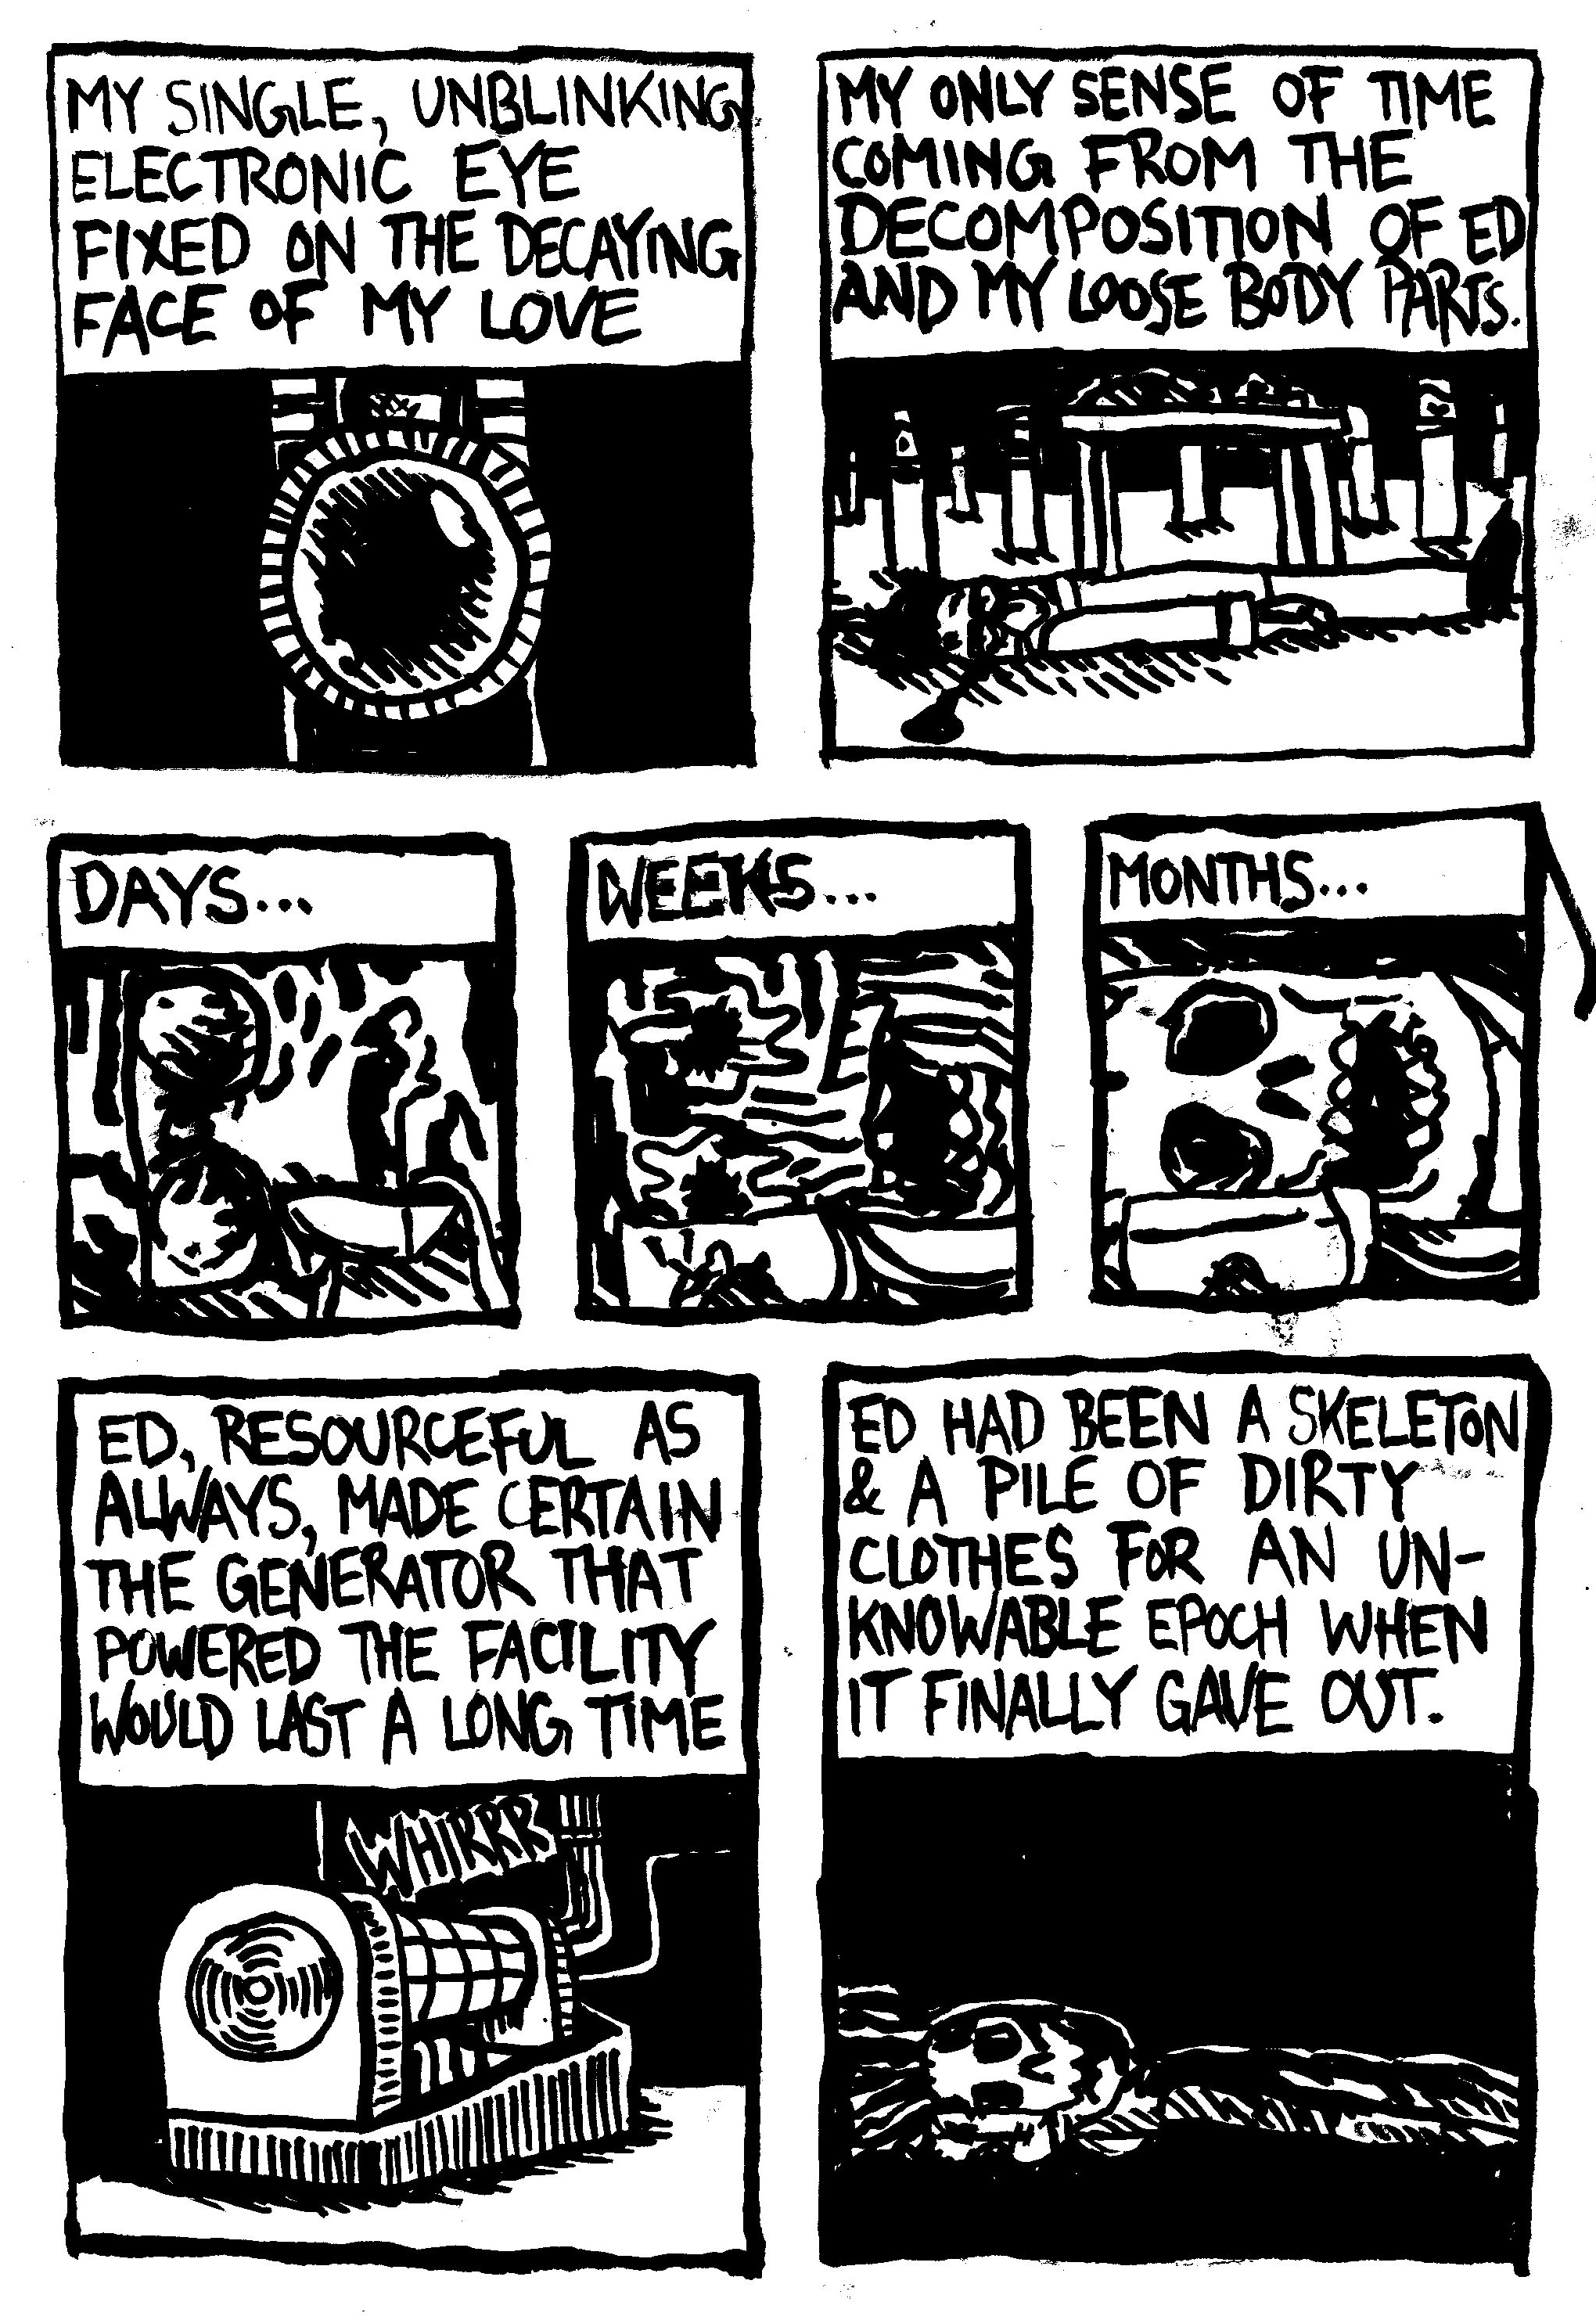 MY SINGLE, UNBLINKING
ELECTRONIC EYE
FIXED ON THE DECAYING
FACE OF MY LOVE
MY ONLY SENSE OF TIME
COMING FROM THE
DECOMPOSITION OF ED
AND MY LOOSE BODY PARTS.
DAYS...
WEEKS...
MONTHS...
ED, RESOURCEFUL AS
ALWAYS, MADE CERTAIN
THE GENERATOR THAT
POWERED THE FACILITY
WOULD LAST A LONG TIME
WHIRRR
ED HAD BEEN A SKELETON
& A PILE OF DIRTY
CLOTHES FOR AN UN-
KNOWABLE EPOCH WHEN
IT FINALLY GAVE OUT.